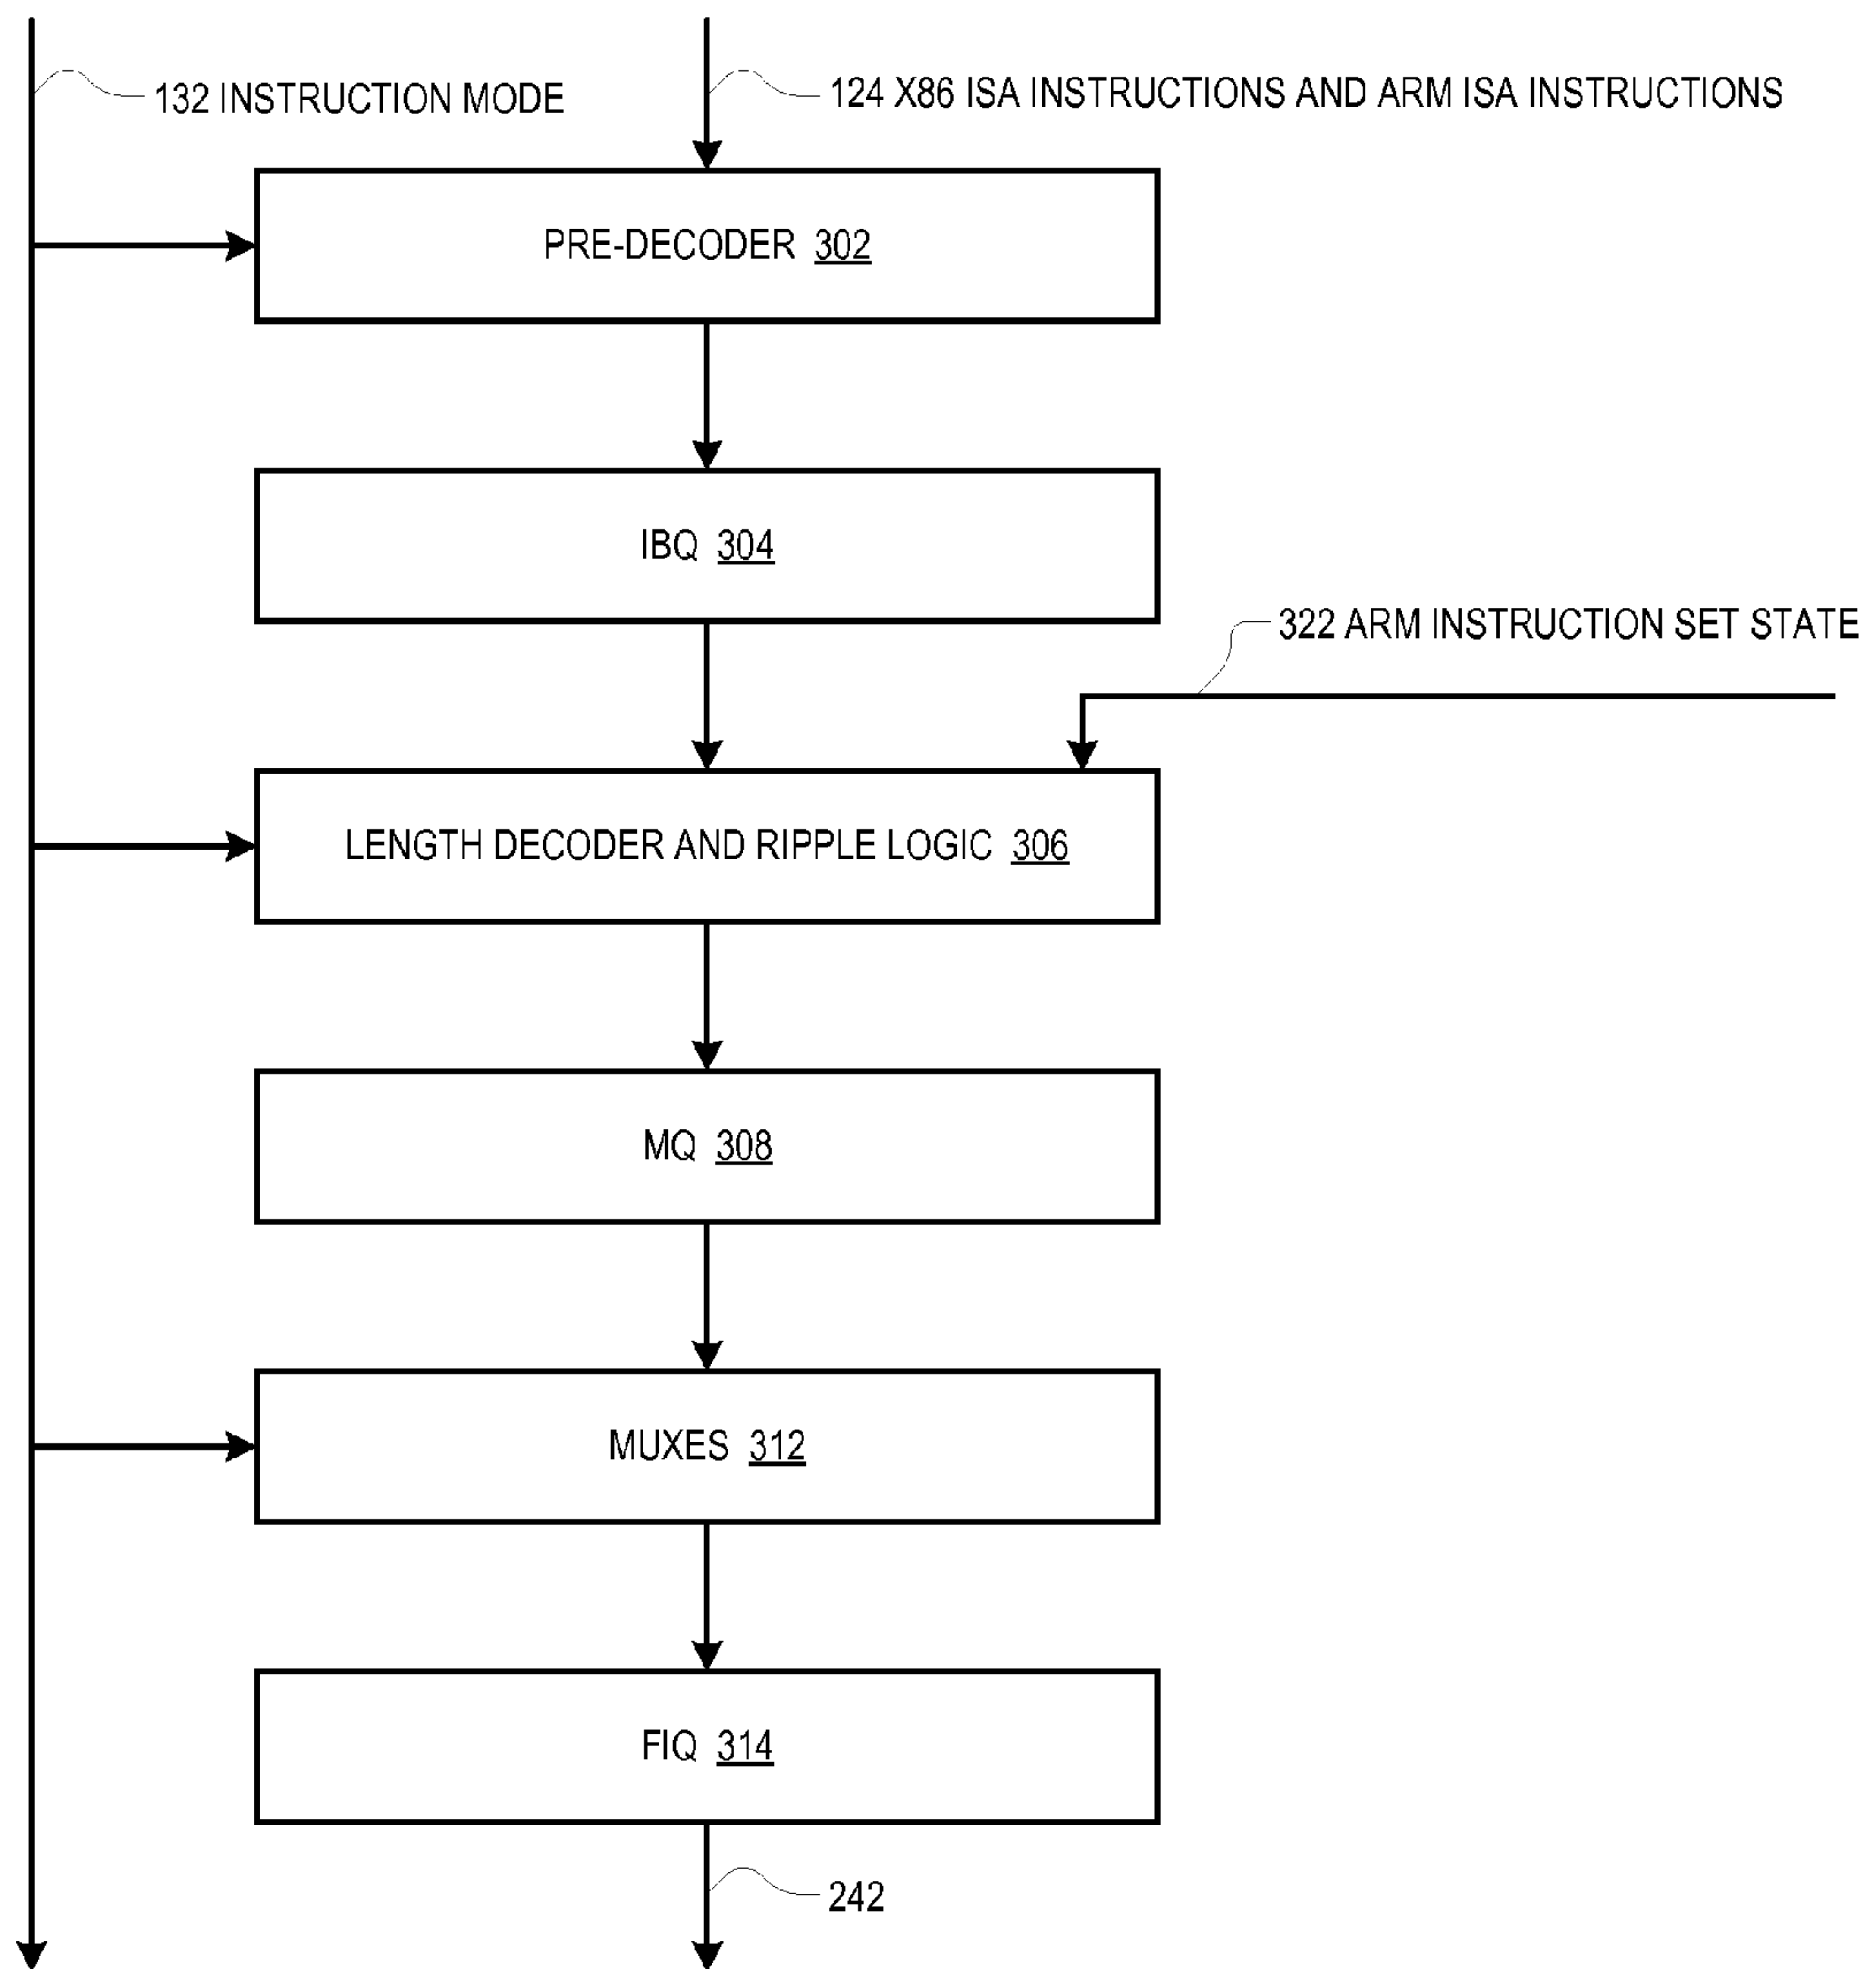 132 INSTRUCTION MODE
124 X86 ISA INSTRUCTIONS AND ARM ISA INSTRUCTIONS
PRE-DECODER 302
IBQ 304
322 ARM INSTRUCTION SET STATE
LENGTH DECODER AND RIPPLE LOGIC 306
MQ 308
MUXES 312
FIQ 314
242